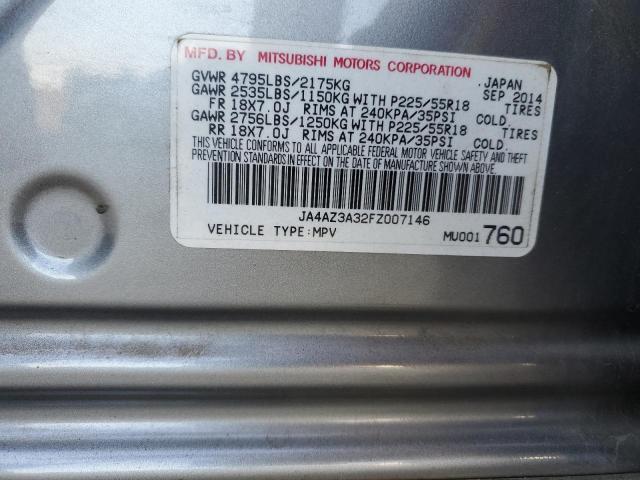 MFD. BY MITSUBISHI MOTORS CORPORATION
GVWR 4795LBS/2175KG JAPAN SEP 2014
GAWR 2535LBS/1150KG WITH P225/55R18 TIRES
FR 18X7.0J RIMS AT 240KPA/35PSI COLD.
GAWR 2756LBS/1250KG WITH P225/55R18 TIRES
RR 18X7.0J RIMS AT 240KPA/35PSI COLD.
THIS VEHICLE CONFORMS TO ALL APPLICABLE FEDERAL MOTOR VEHICLE SAFETY AND THEFT
PREVENTION STANDARDS IN EFFECT ON THE DATE OF MANUFACTURE SHOWN ABOVE.
JA4AZ3A32FZ007146
VEHICLE TYPE:MPV MU001 760